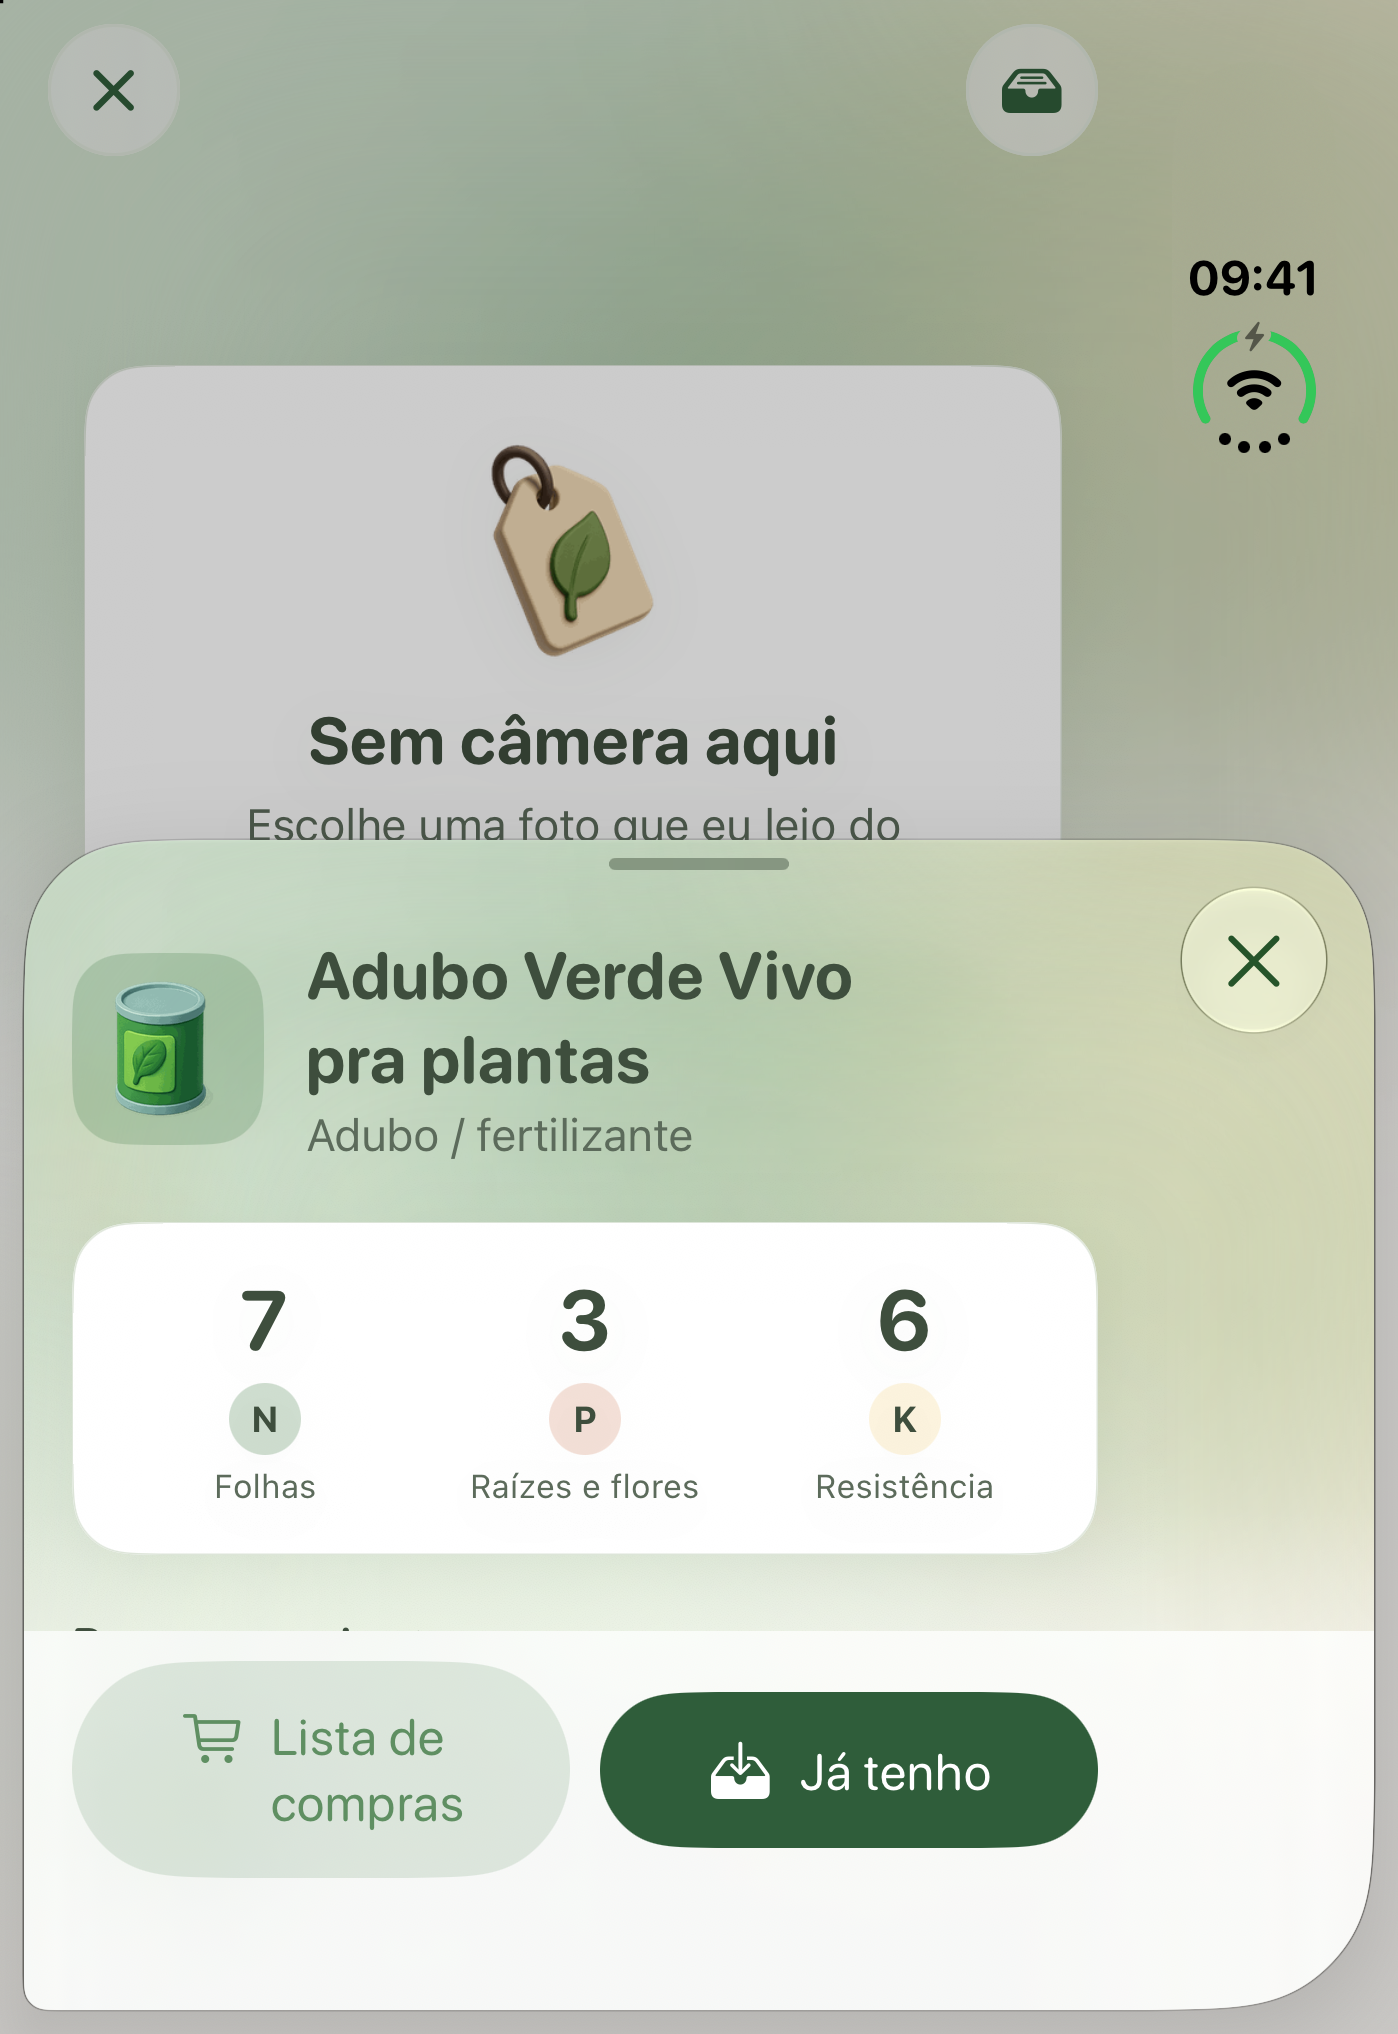 09:41
Sem câmera aqui
Escolhe uma foto que eu leio do
Adubo Verde Vivo
pra plantas
Adubo / fertilizante
7 3 6
N P K
Folhas Raízes e flores Resistência
Lista de
compras
Já tenho